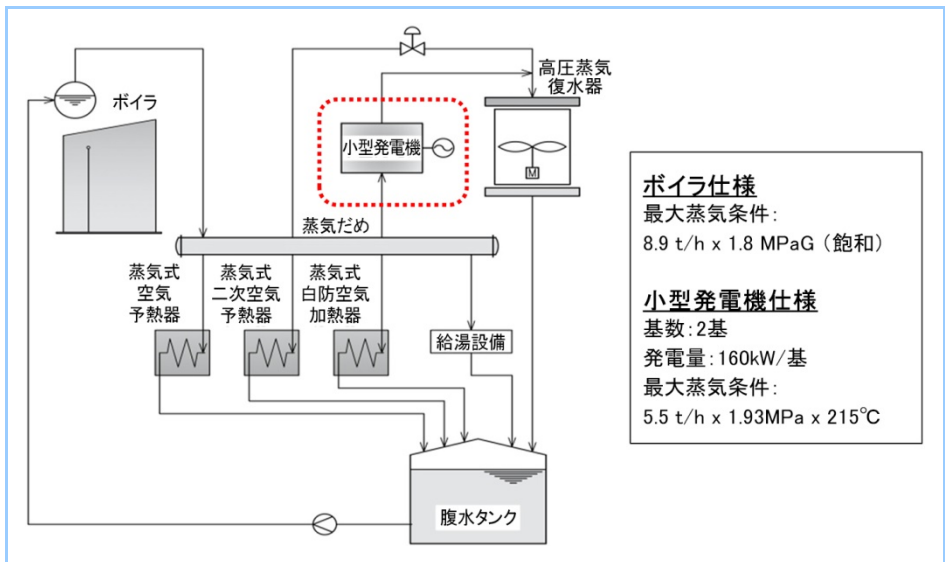 ボイラ
高圧蒸気
復水器
小型発電機
M
蒸気だめ
蒸気式
空気
予熱器
蒸気式
二次空気
予熱器
蒸気式
白防空気
加熱器
給湯設備
腹水タンク
ボイラ仕様
最大蒸気条件:
8.9 t/h x 1.8 MPaG (飽和)
小型発電機仕様
基数:2基
発電量:160kW/基
最大蒸気条件:
5.5 t/h x 1.93MPa x 215℃